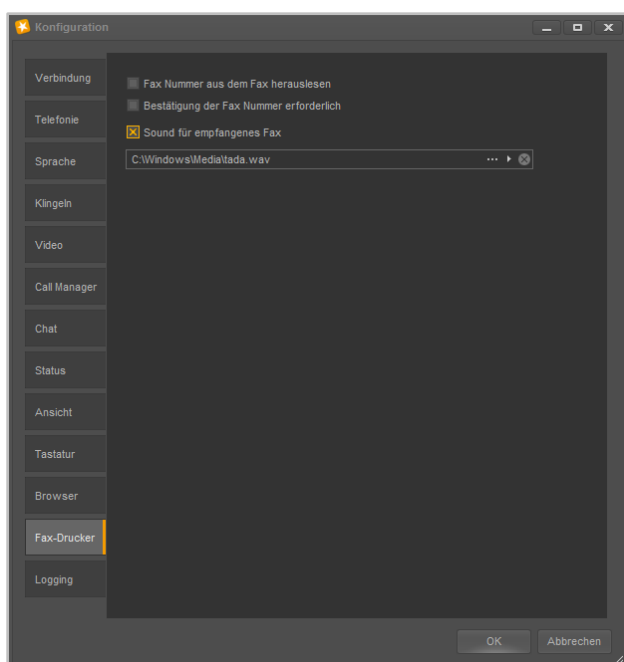 Konfiguration
Verbindung
Telefonie
Sprache
Klingeln
Video
Call Manager
Chat
Status
Ansicht
Tastatur
Browser
Fax-Drucker
Logging
Fax Nummer aus dem Fax herauslesen
Bestätigung der Fax Nummer erforderlich
Sound für empfangenes Fax
C:\Windows\Media\tada.wav
OK
Abbrechen